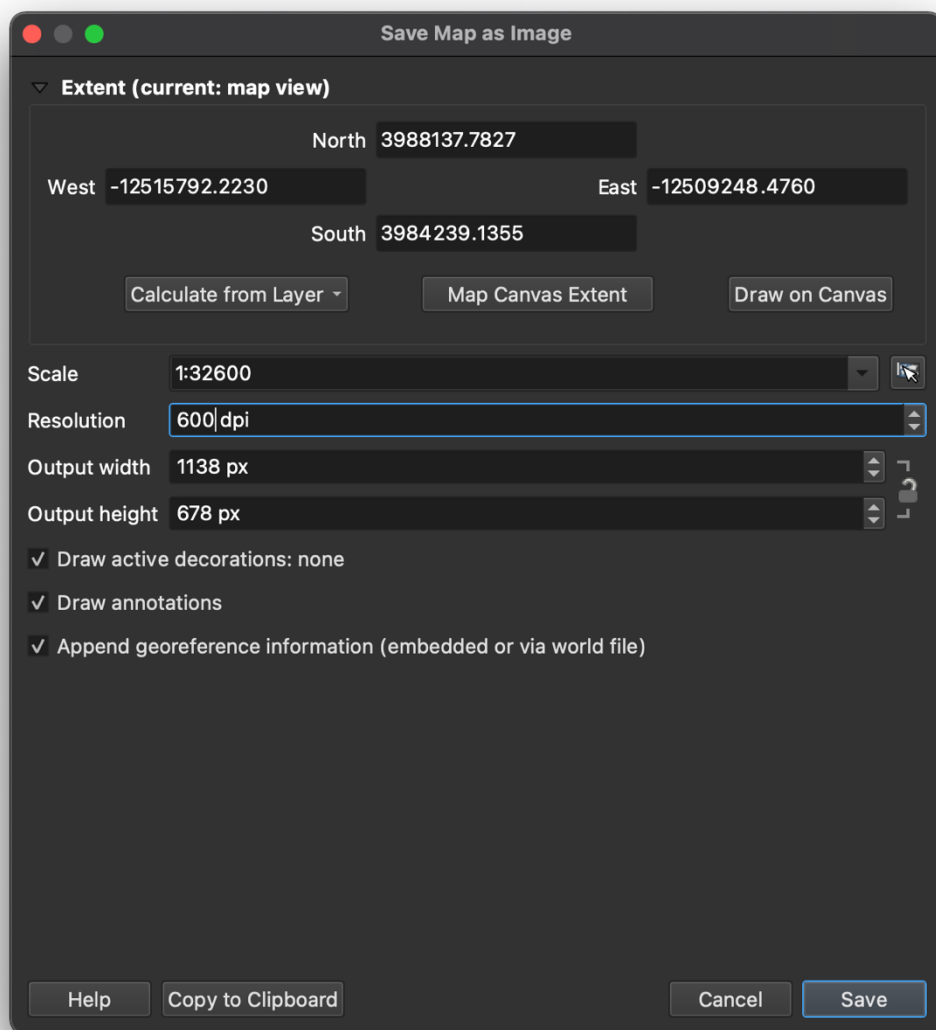 Save Map as Image
Extent (current: map view)
North 3988137.7827
West -12515792.2230 East -12509248.4760
South 3984239.1355
Calculate from Layer Map Canvas Extent Draw on Canvas
Scale 1:32600
Resolution 600 dpi
Output width 1138 px
Output height 678 px
Draw active decorations: none
Draw annotations
Append georeference information (embedded or via world file)
Help Copy to Clipboard Cancel Save